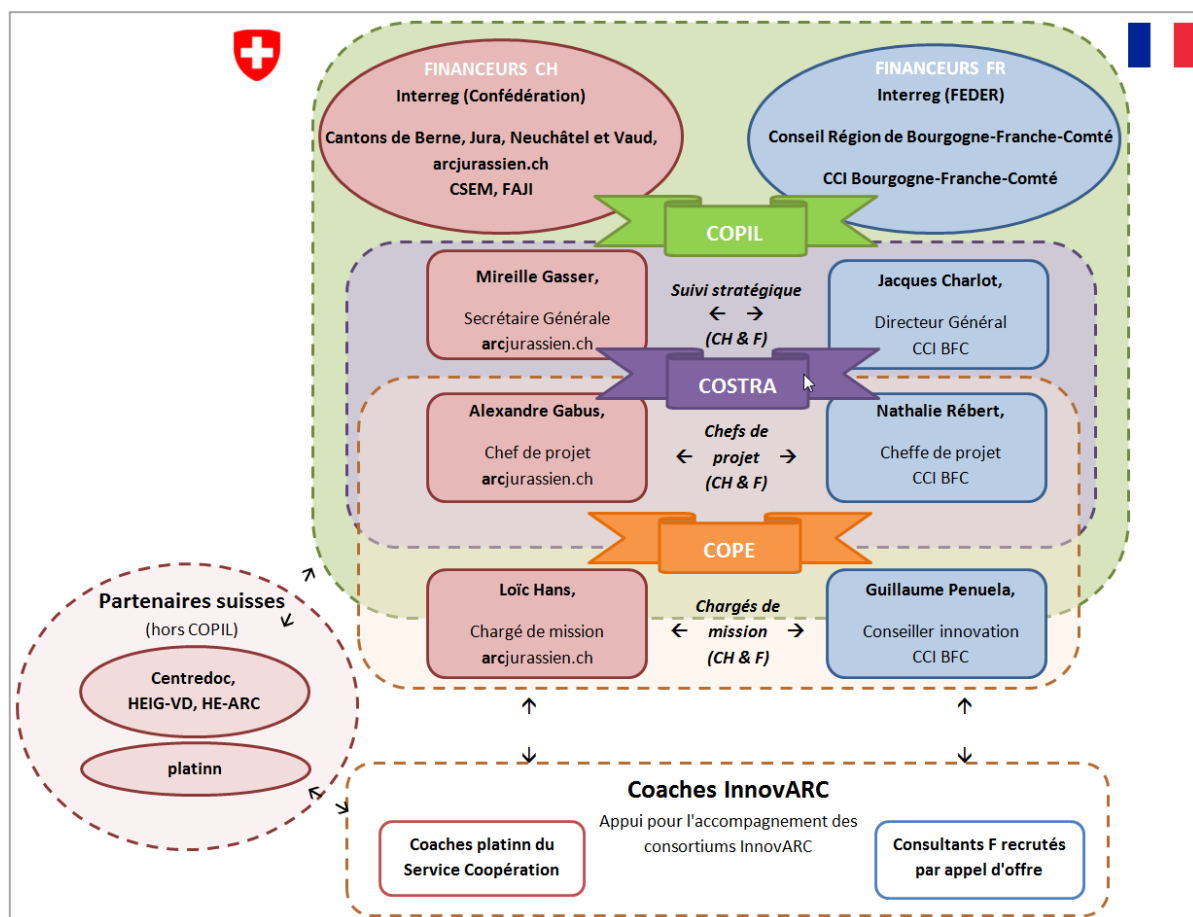 FINANCEURS CH
Interreg (Confédération)
Cantons de Berne, Jura, Neuchâtel et Vaud,
arcjurassien.ch
CSEM, FAJI
FINANCEURS FR
Interreg (FEDER)
Conseil Région de Bourgogne-Franche-Comté
CCI Bourgogne-Franche-Comté
COPIL
Mireille Gasser,
Secrétaire Générale
arcjurassien.ch
Suivi stratégique
(CH & F)
Jacques Charlot,
Directeur Général
CCI BFC
COSTRA
Alexandre Gabus,
Chef de projet
arcjurassien.ch
Chefs de
projet
(CH & F)
Nathalie Rébert,
Cheffe de projet
CCI BFC
COPE
Loïc Hans,
Chargé de mission
arcjurassien.ch
Chargés de
mission
(CH & F)
Guillaume Penuela,
Conseiller innovation
CCI BFC
Partenaires suisses
(hors COPIL)
Centredoc,
HEIG-VD, HE-ARC
platinn
Coaches InnovARC
Appui pour l'accompagnement des
consortiums InnovARC
Coaches platinn du
Service Coopération
Consultants F recrutés
par appel d'offre